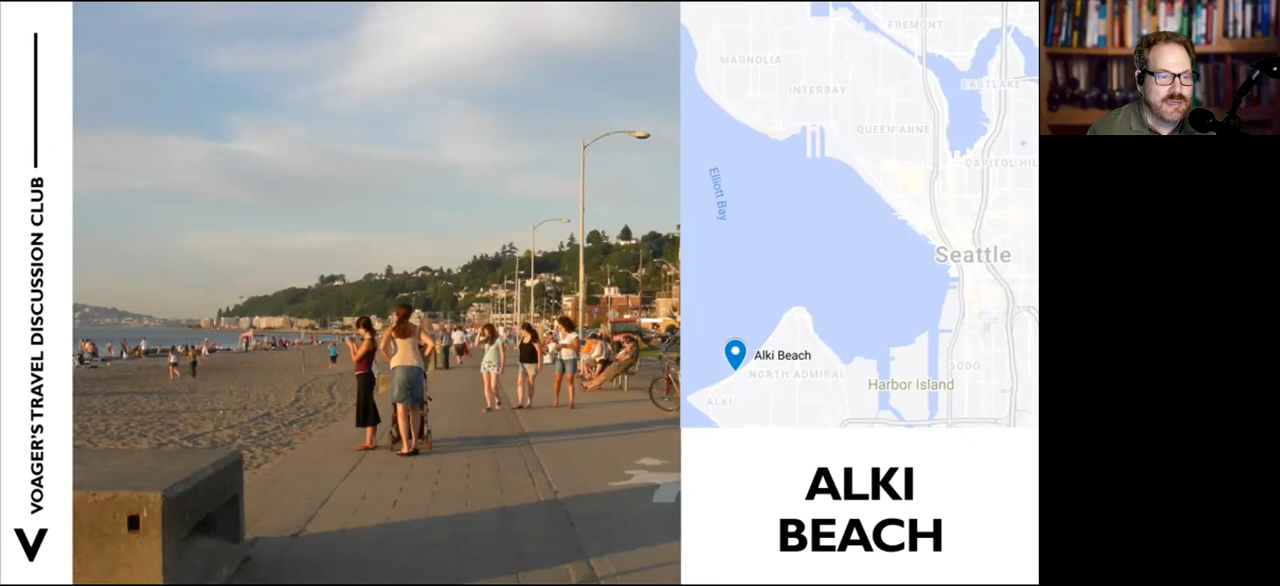 VOAGER'S TRAVEL DISCUSSION CLUB
V
FREMONT
MAGNOLIA
EASTLAKE
INTERBAY
QUEEN ANNE
CAPITOL HIL
Elliott Bay
Seattle
Alki Beach
NORTH ADMIRAL
SODO
Harbor Island
ALKI
ALKI
BEACH